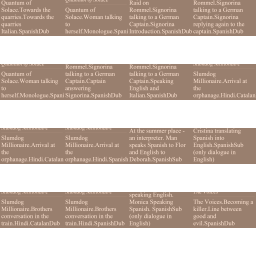 Quantum of
Solace.Towards the
quarries.Towards the
quarries
Italian.SpanishDub
Quantum of
Solace.Woman talking
to
herself.Monologue.Spani
Raid on
Rommel.Signorina
talking to a German
Captain.Signorina
Introduction.SpanishDub
Rommel.Signorina
talking to a German
Captain.Signorina
replying again to the
captain.SpanishDub
Quantum of
Solace.Woman talking
to
herself.Monologue.Spani
Rommel.Signorina
talking to a German
Captain
answering
Signorina.SpanishDub
Rommel.Signorina
talking to a German
Captain.Speaking
English and
Italian.SpanishDub
Slumdog
Millionaire.Arrival at
the
orphanage.Hindi.Catalan
Slumdog
Millionaire.Arrival at
the
orphanage.Hindi.Catalan
Slumdog
Millionaire.Arrival at
the
orphanage.Hindi.Spanish
At the summer place -
an interpreter. Man
speaks Spanish to Flor
and English to
Deborah.SpanishSub
Cristina translating
Spanish into
English.SpanishSub
(only dialogue in
English)
Slumdog
Millionaire.Brothers
conversation in the
train.Hindi.CatalanDub
Slumdog
Millionaire.Brothers
conversation in the
train.Hindi.SpanishDub
speaking English.
Monica Speaking
Spanish. SpanishSub
(only dialogue in
English)
The Voices.Becoming a
killer.Line between
good and
evil.SpanishSub